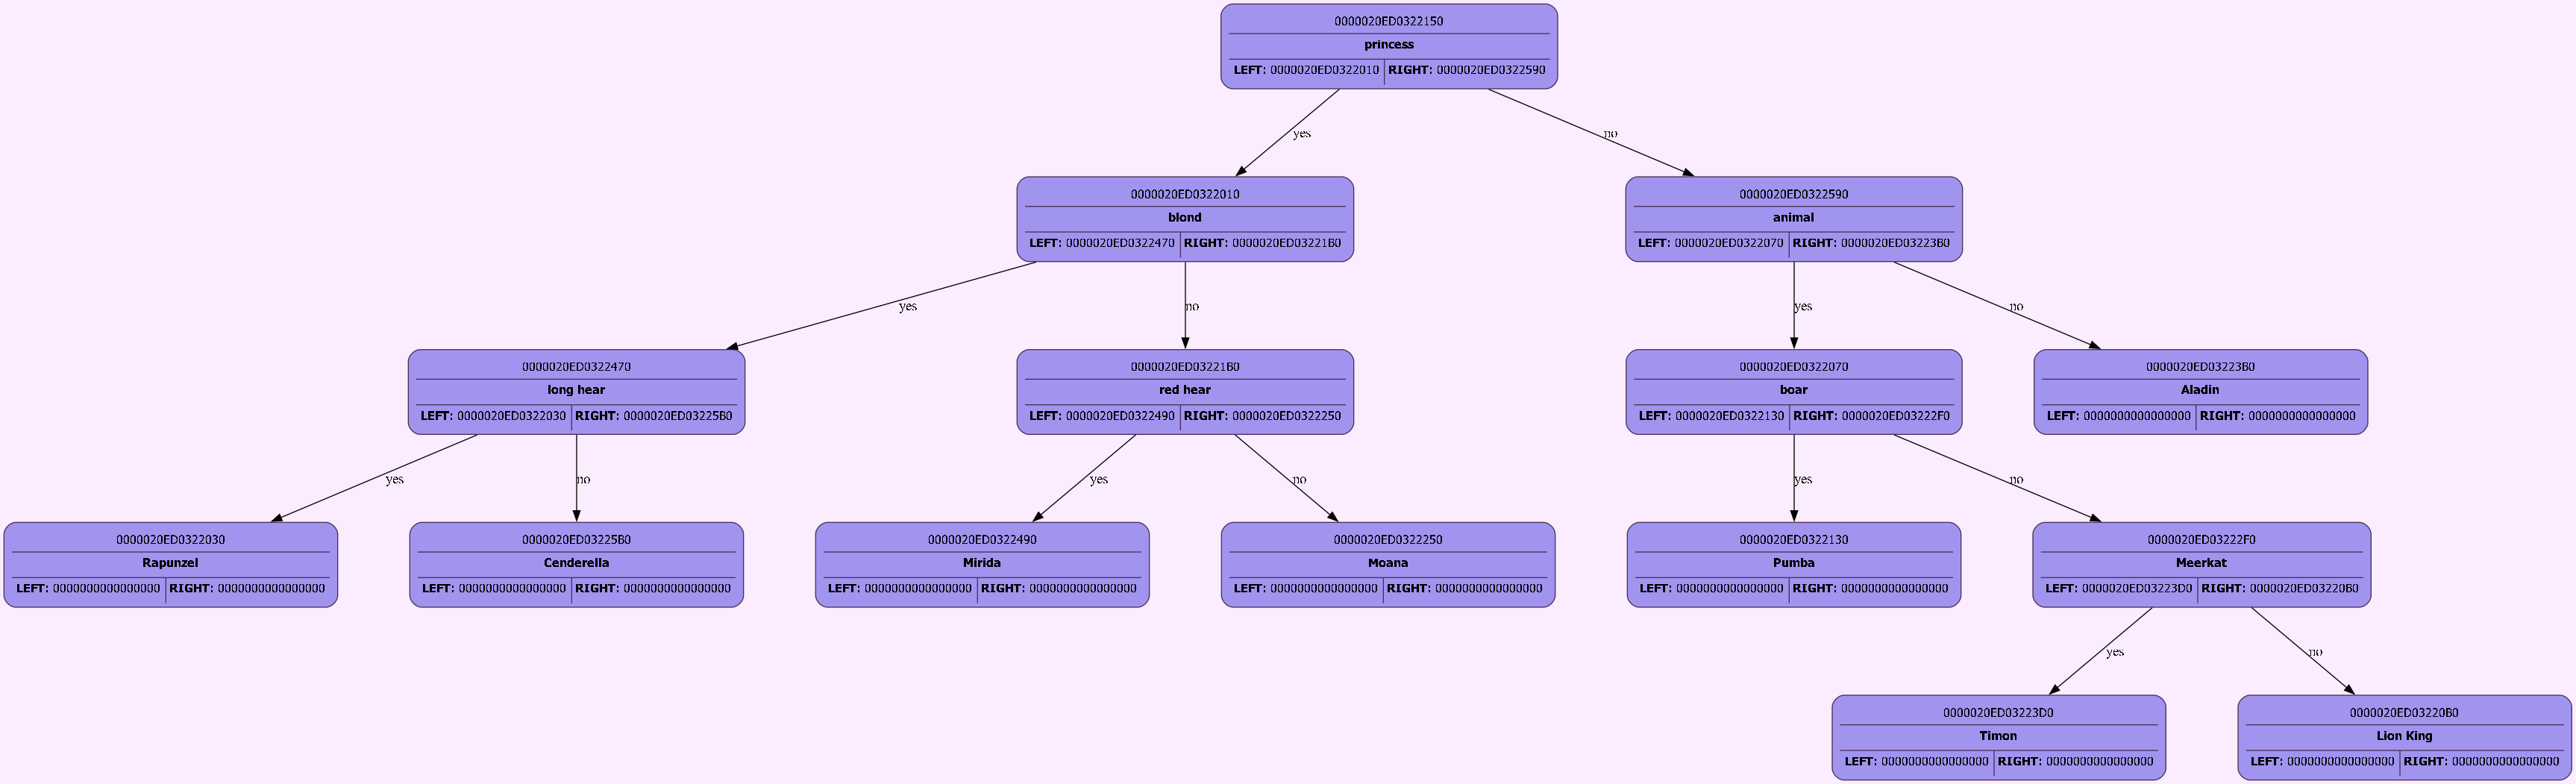 0000020ED0322150
princess
LEFT: 0000020ED0322010 RIGHT: 0000020ED0322590
yes
no
0000020ED0322010
blond
LEFT: 0000020ED0322470 RIGHT: 0000020ED03221B0
0000020ED0322590
animal
LEFT: 0000020ED0322070 RIGHT: 0000020ED03223B0
yes
no
yes
no
0000020ED0322470
long hear
LEFT: 0000020ED0322030 RIGHT: 0000020ED03225B0
0000020ED03221B0
red hear
LEFT: 0000020ED0322490 RIGHT: 0000020ED0322250
0000020ED0322070
boar
LEFT: 0000020ED0322130 RIGHT: 0000020ED03222F0
0000020ED03223B0
Aladin
LEFT: 0000000000000000 RIGHT: 0000000000000000
yes
no
yes
no
yes
no
0000020ED0322030
Rapunzel
LEFT: 0000000000000000 RIGHT: 0000000000000000
0000020ED03225B0
Cenderella
LEFT: 0000000000000000 RIGHT: 0000000000000000
0000020ED0322490
Mirida
LEFT: 0000000000000000 RIGHT: 0000000000000000
0000020ED0322250
Moana
LEFT: 0000000000000000 RIGHT: 0000000000000000
0000020ED0322130
Pumba
LEFT: 0000000000000000 RIGHT: 0000000000000000
0000020ED03222F0
Meerkat
LEFT: 0000020ED03223D0 RIGHT: 0000020ED03220B0
yes
no
0000020ED03223D0
Timon
LEFT: 0000000000000000 RIGHT: 0000000000000000
0000020ED03220B0
Lion King
LEFT: 0000000000000000 RIGHT: 0000000000000000